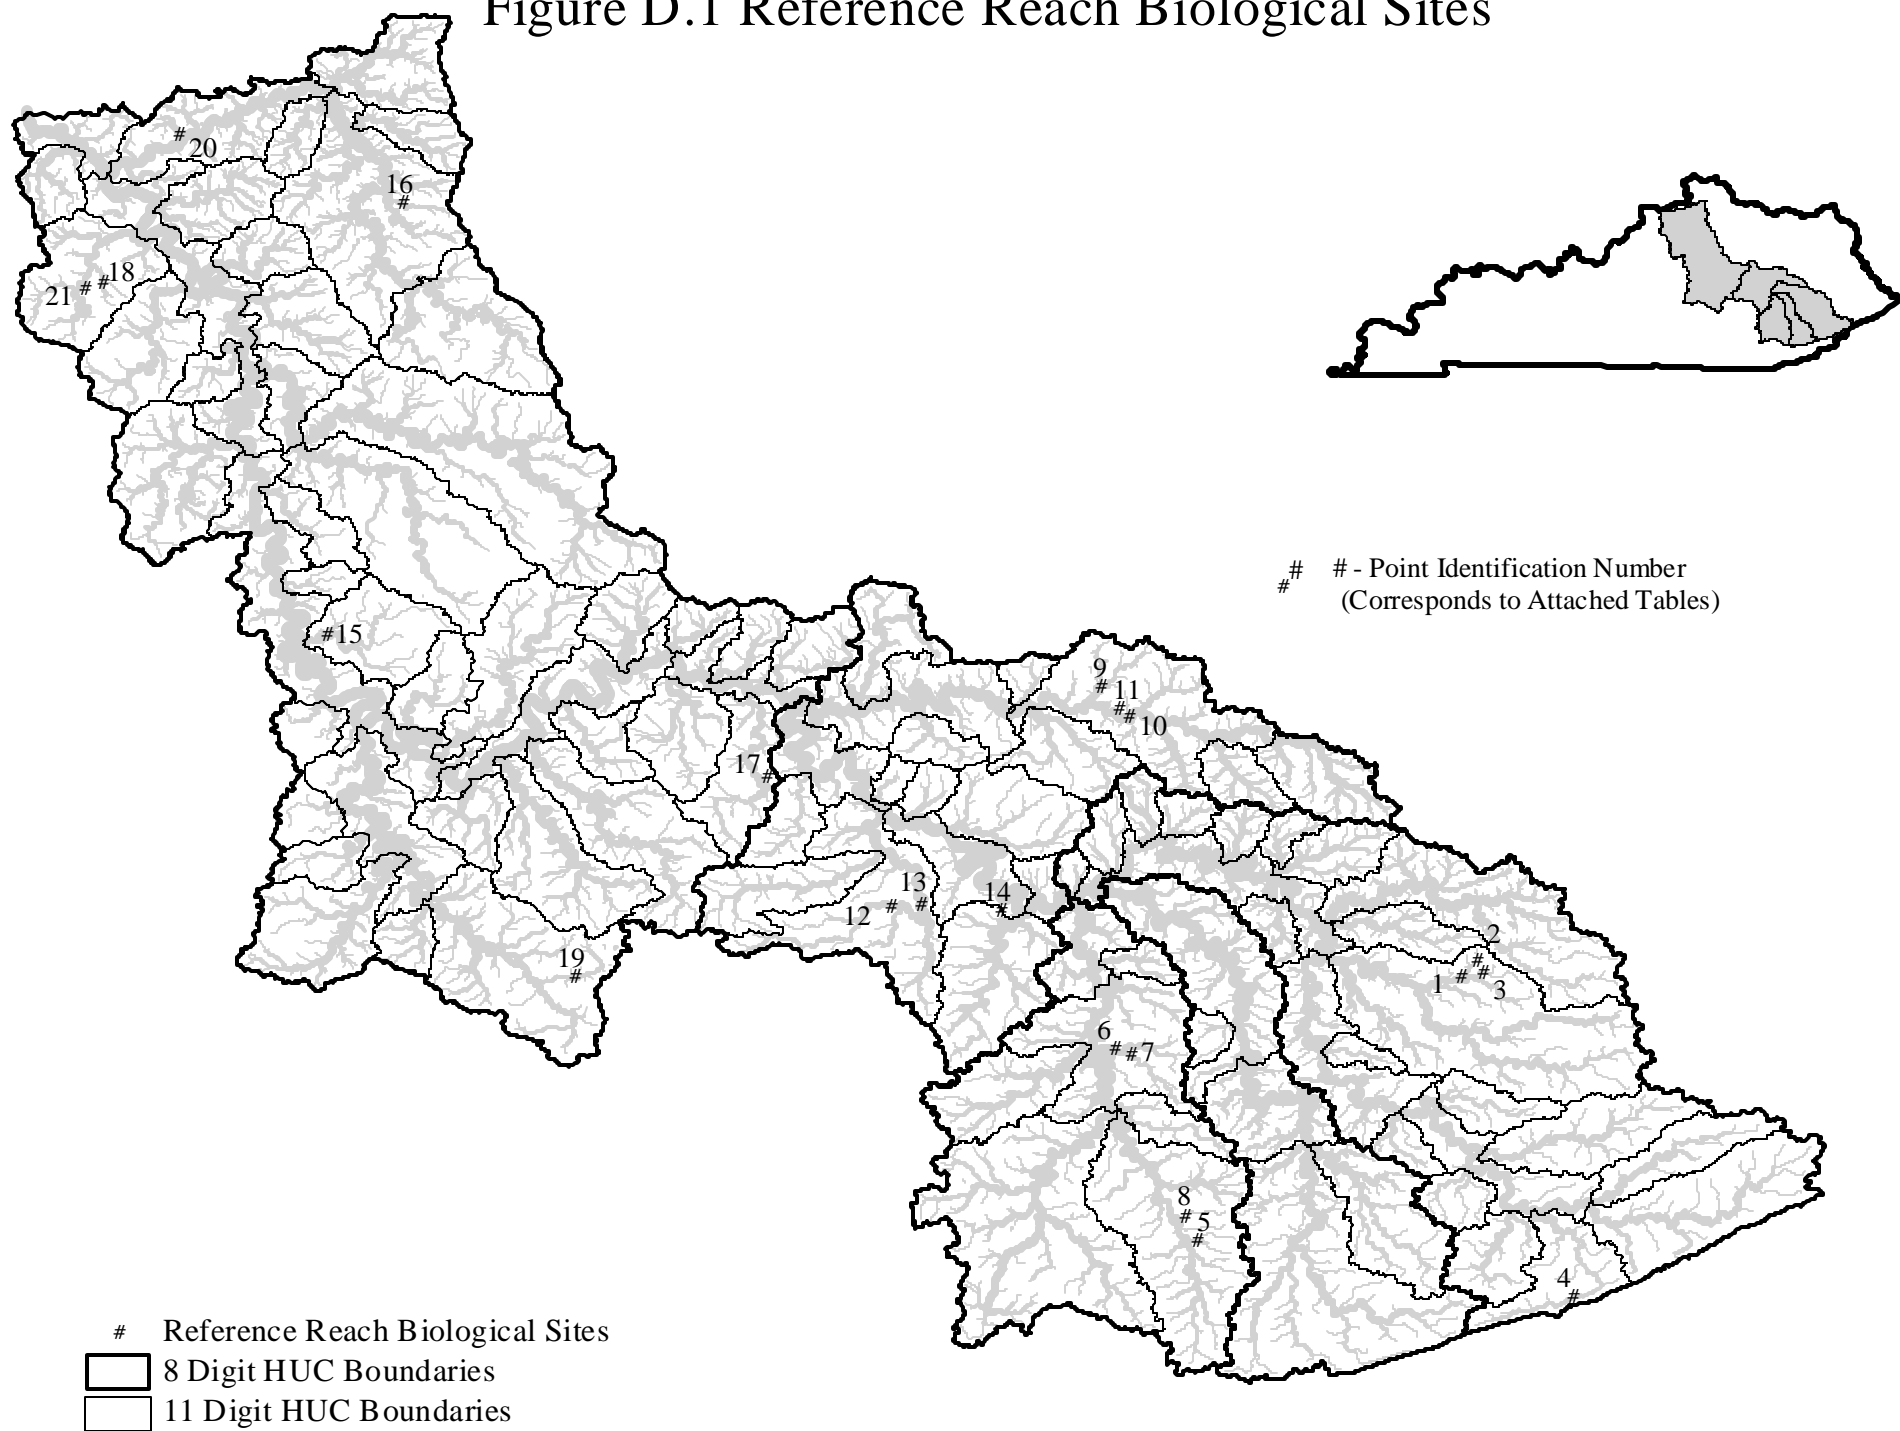 Figure D.1 Reference Reach Biological Sites
# 20
16
#
21 # # 18
# # - Point Identification Number
# (Corresponds to Attached Tables)
#15
9
#
11
# #
10
17 #
13
12 # #
14
#
2
#
1 # #
3
19
#
6
# #7
8
# 5
#
4
#
# Reference Reach Biological Sites
8 Digit HUC Boundaries
11 Digit HUC Boundaries